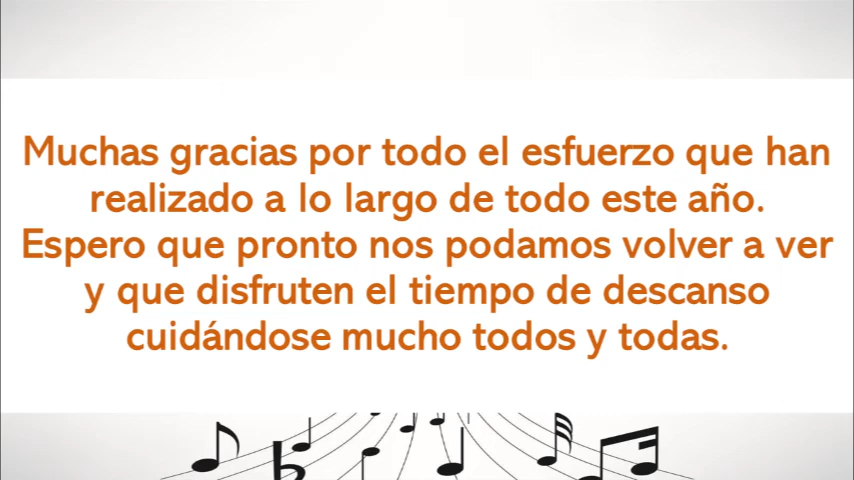 Muchas gracias por todo el esfuerzo que han
realizado a lo largo de todo este año.
Espero que pronto nos podamos volver a ver
y que disfruten el tiempo de descanso
cuidándose mucho todos y todas.